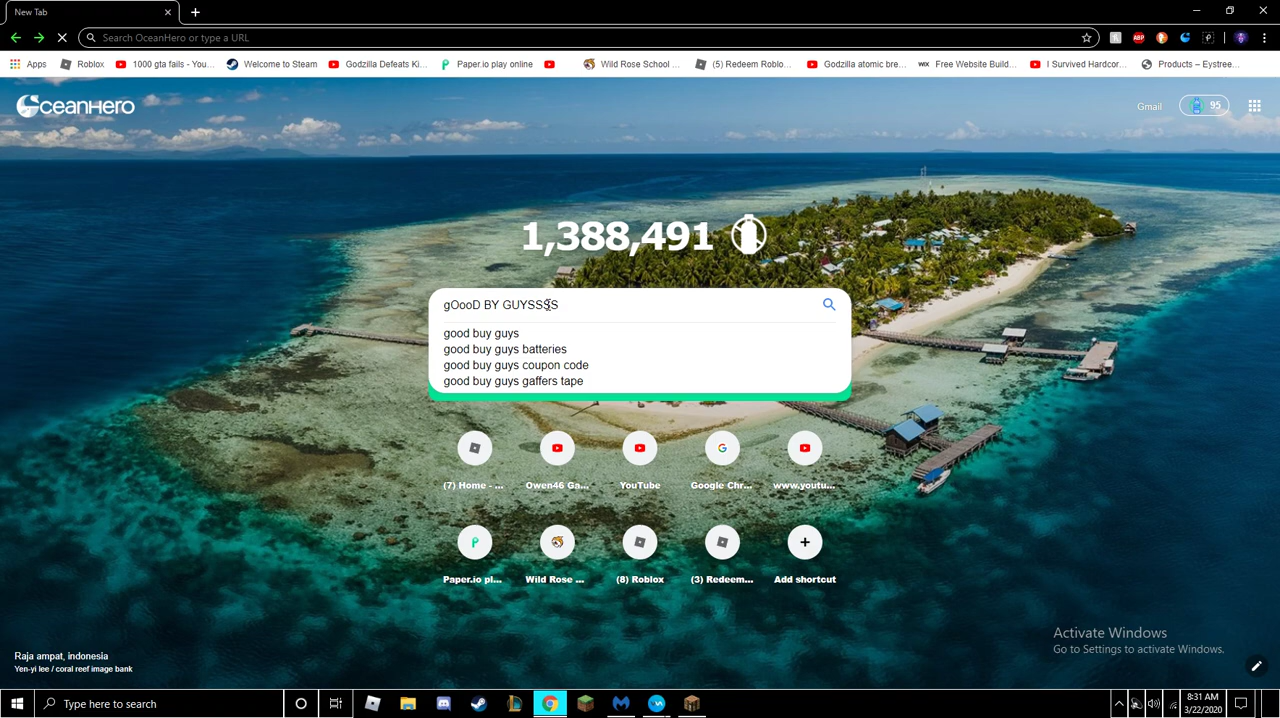 New Tab
Search OceanHero or type a URL
Apps
Roblox
1000 gta fails - You...
Welcome to Steam
Godzilla Defeats Ki...
Paper.io play online
Wild Rose School ...
(5) Redeem Roblo...
Godzilla atomic bre...
WIX Free Website Build...
I Survived Hardcor...
Products – Eystree...
OceanHero
Gmail
95
1,388,491
gOooD BY GUYSSSS
good buy guys
good buy guys batteries
good buy guys coupon code
good buy guys gaffers tape
(7) Home - ...
Owen46 Ga...
YouTube
Google Chr...
www.youtu...
Paper.io pl...
Wild Rose ...
(8) Roblox
(3) Redeem...
Add shortcut
Raja ampat, indonesia
Yen-yi lee / coral reef image bank
Activate Windows
Go to Settings to activate Windows.
Type here to search
8:31 AM
3/22/2020